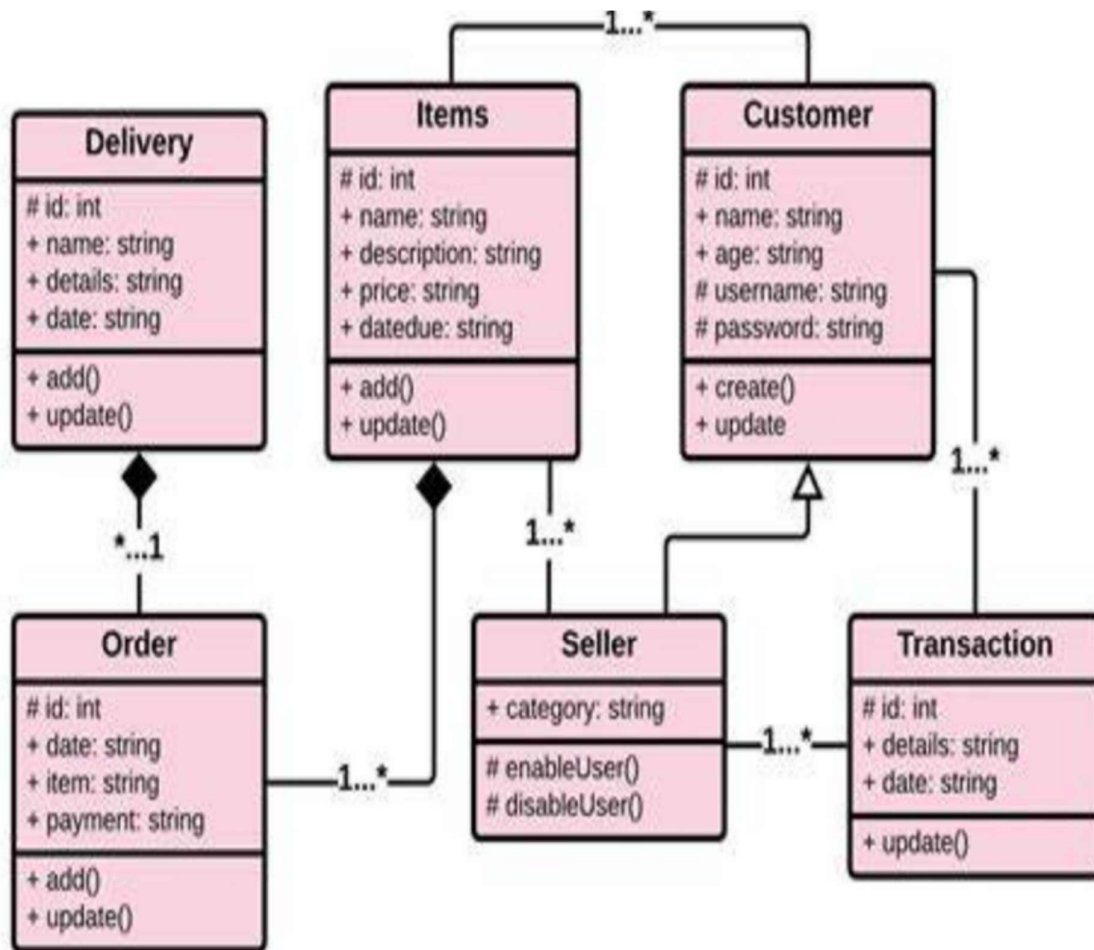 1...*
Delivery
# id: int
+ name: string
+ details: string
+ date: string
+ add()
+ update()
Items
# id: int
+ name: string
+ description: string
+ price: string
+ datedue: string
+ add()
+ update()
Customer
# id: int
+ name: string
+ age: string
# username: string
# password: string
+ create()
+ update
*...1
1...*
1...*
Order
# id: int
+ date: string
+ item: string
+ payment: string
+ add()
+ update()
1...*
Seller
+ category: string
# enableUser()
# disableUser()
1...*
Transaction
# id: int
+ details: string
+ date: string
+ update()